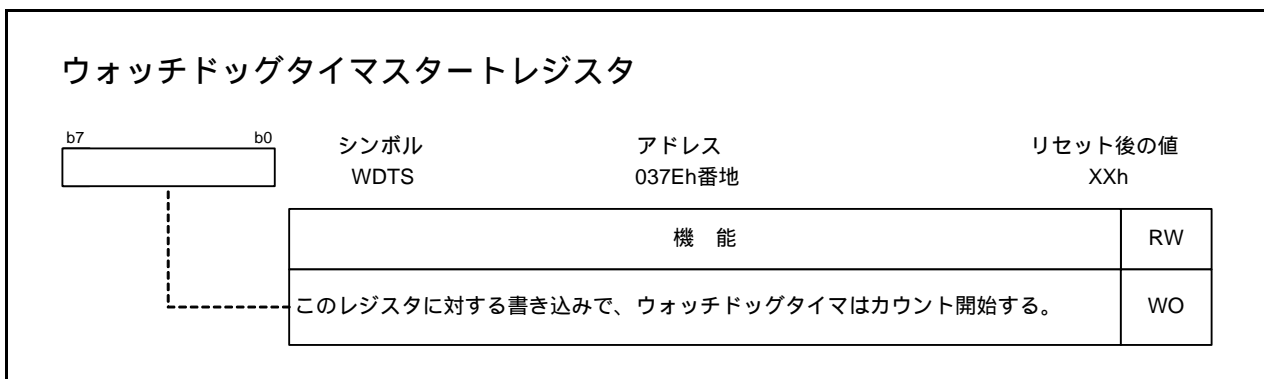 ウォッチドッグタイマスタートレジスタ
b7 b0 シンボル アドレス リセット後の値
WDTS 037Eh番地 XXh
機 能 RW
このレジスタに対する書き込みで、ウォッチドッグタイマはカウント開始する。 WO